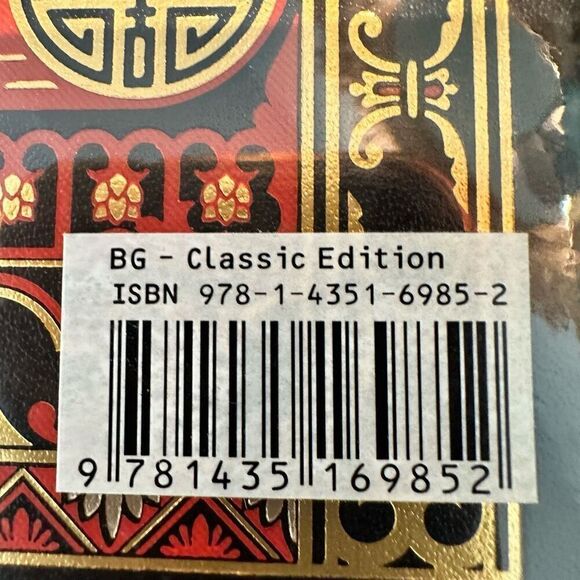 BG - Classic Edition
ISBN 978-1-4351-6985-2
9 781435 169852